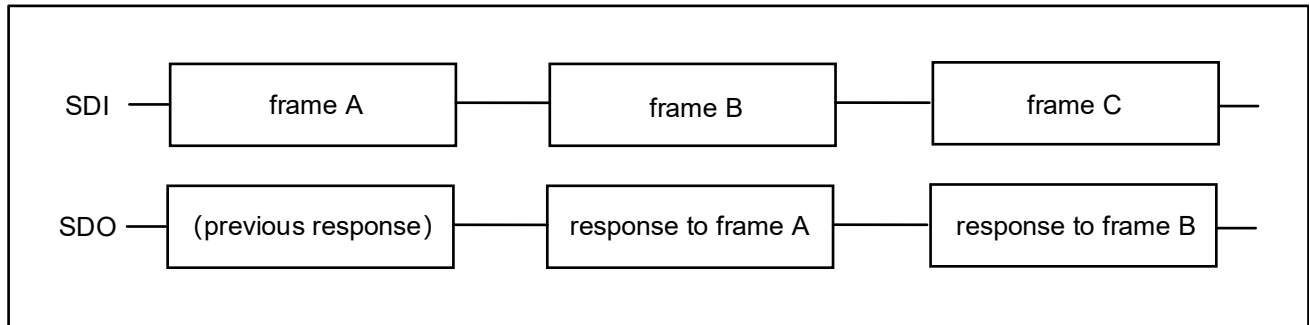 SDI frame A frame B frame C
SDO (previous response) response to frame A response to frame B